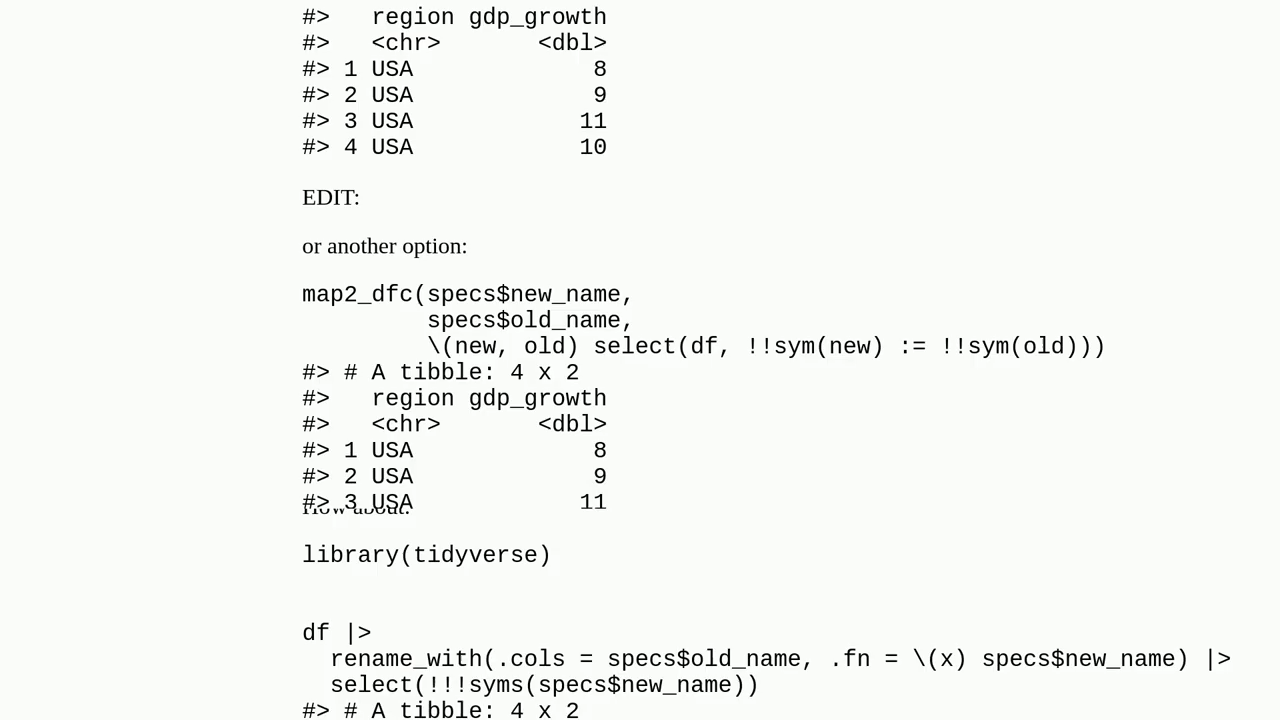 #>   region gdp_growth
#>   <chr>       <dbl>
#> 1 USA             8
#> 2 USA             9
#> 3 USA            11
#> 4 USA            10
EDIT:
or another option:
map2_dfc(specs$new_name,
         specs$old_name,
         \(new, old) select(df, !!sym(new) := !!sym(old)))
#> # A tibble: 4 x 2
#>   region gdp_growth
#>   <chr>       <dbl>
#> 1 USA             8
#> 2 USA             9
#> 3 USA            11
library(tidyverse)
df |>
  rename_with(.cols = specs$old_name, .fn = \(x) specs$new_name) |>
  select(!!!syms(specs$new_name))
#> # A tibble: 4 x 2